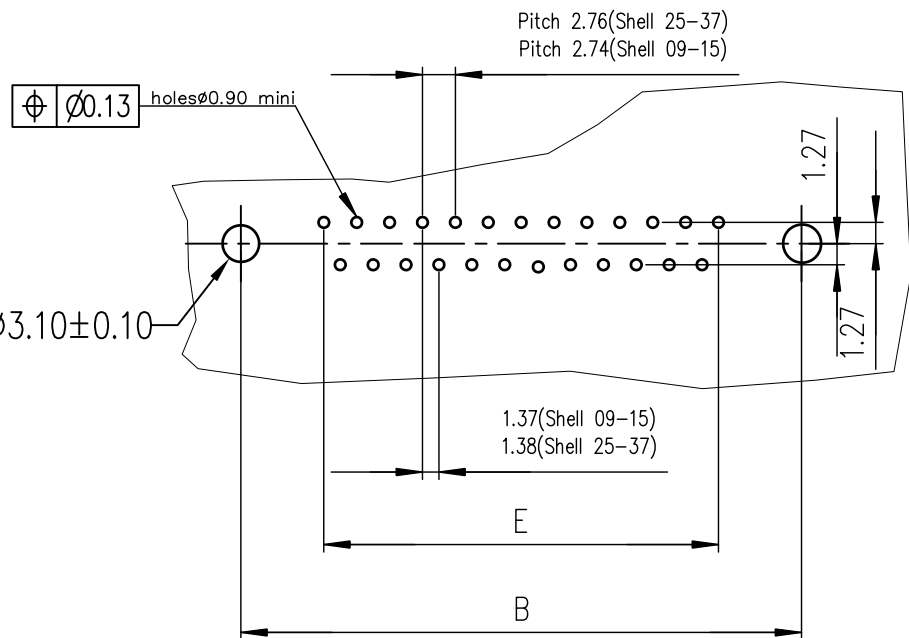 Pitch 2.76(Shell 25-37)
Pitch 2.74(Shell 09-15)
⌖ Ø0.13
holesø0.90 mini
1.27
1.27
Ø3.10±0.10
1.37(Shell 09-15)
1.38(Shell 25-37)
E
B